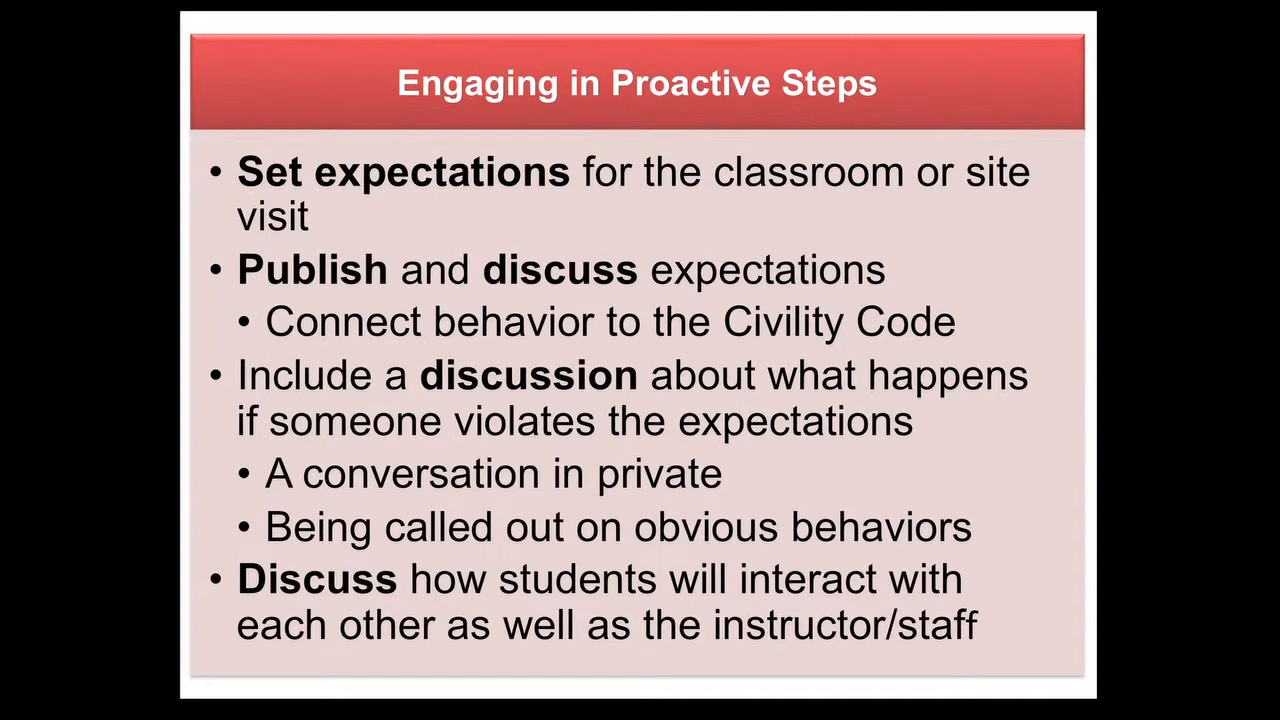 Engaging in Proactive Steps
• Set expectations for the classroom or site
visit
• Publish and discuss expectations
• Connect behavior to the Civility Code
• Include a discussion about what happens
if someone violates the expectations
• A conversation in private
• Being called out on obvious behaviors
• Discuss how students will interact with
each other as well as the instructor/staff